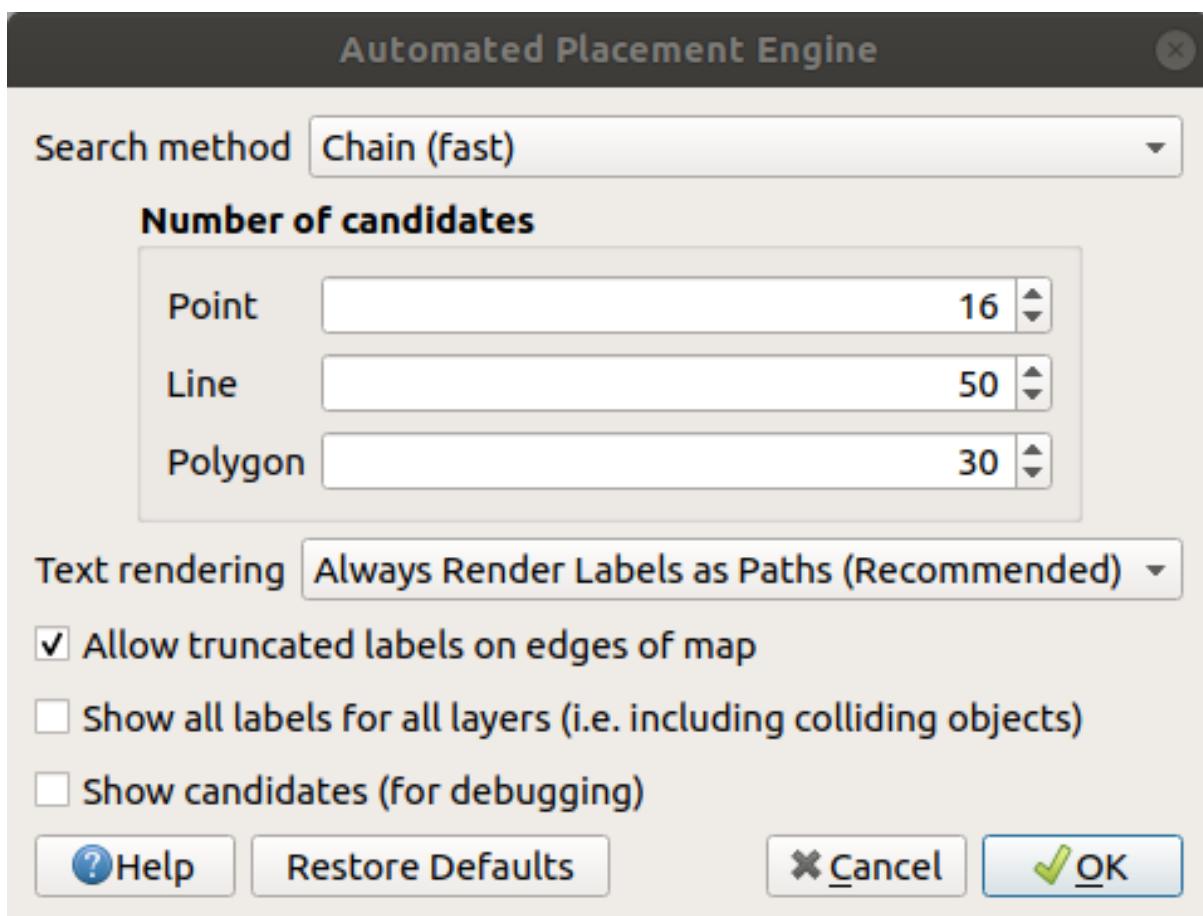 Automated Placement Engine
Search method Chain (fast)
Number of candidates
Point 16
Line 50
Polygon 30
Text rendering Always Render Labels as Paths (Recommended)
Allow truncated labels on edges of map
Show all labels for all layers (i.e. including colliding objects)
Show candidates (for debugging)
Help Restore Defaults Cancel OK